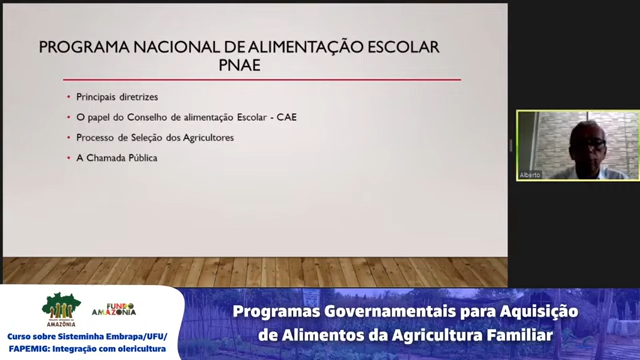 PROGRAMA NACIONAL DE ALIMENTAÇÃO ESCOLAR
PNAE
• Principais diretrizes
• O papel do Conselho de alimentação Escolar - CAE
• Processo de Seleção dos Agricultores
• A Chamada Pública
Alberto
AMAZÔNIA
FUNDO
AMAZÔNIA
Curso sobre Sisteminha Embrapa/UFU/
FAPEMIG: Integração com olericultura
Programas Governamentais para Aquisição
de Alimentos da Agricultura Familiar